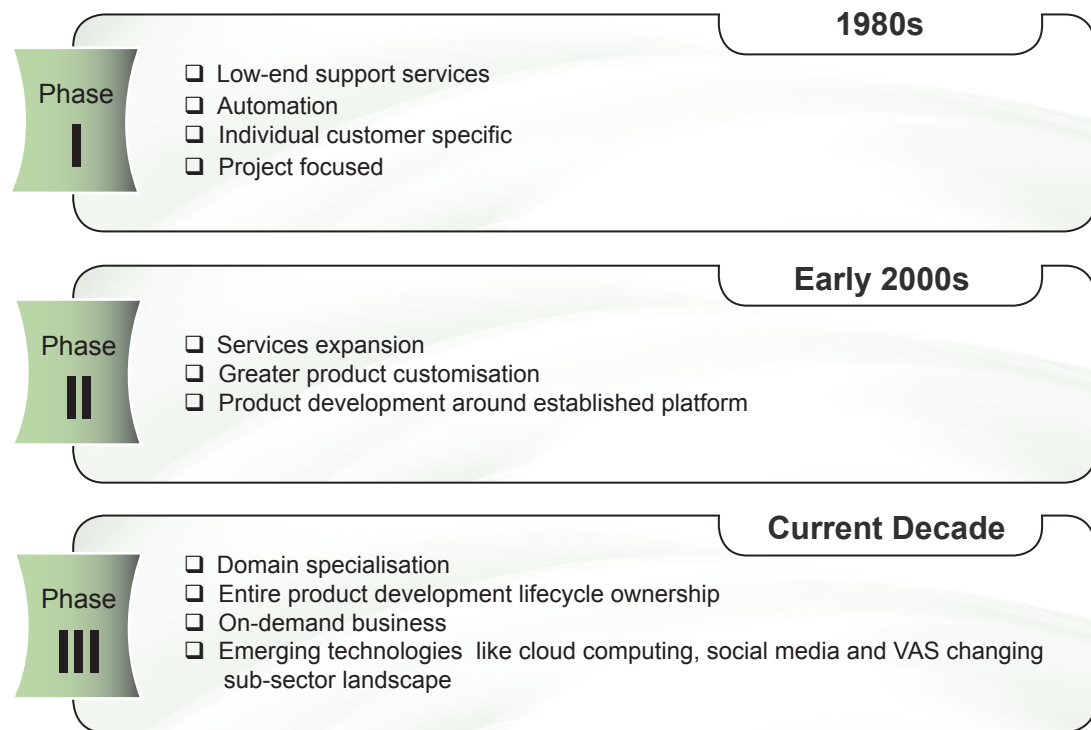 1980s
Phase
I
❑ Low-end support services
❑ Automation
❑ Individual customer specific
❑ Project focused
Early 2000s
Phase
II
❑ Services expansion
❑ Greater product customisation
❑ Product development around established platform
Current Decade
Phase
III
❑ Domain specialisation
❑ Entire product development lifecycle ownership
❑ On-demand business
❑ Emerging technologies like cloud computing, social media and VAS changing
sub-sector landscape